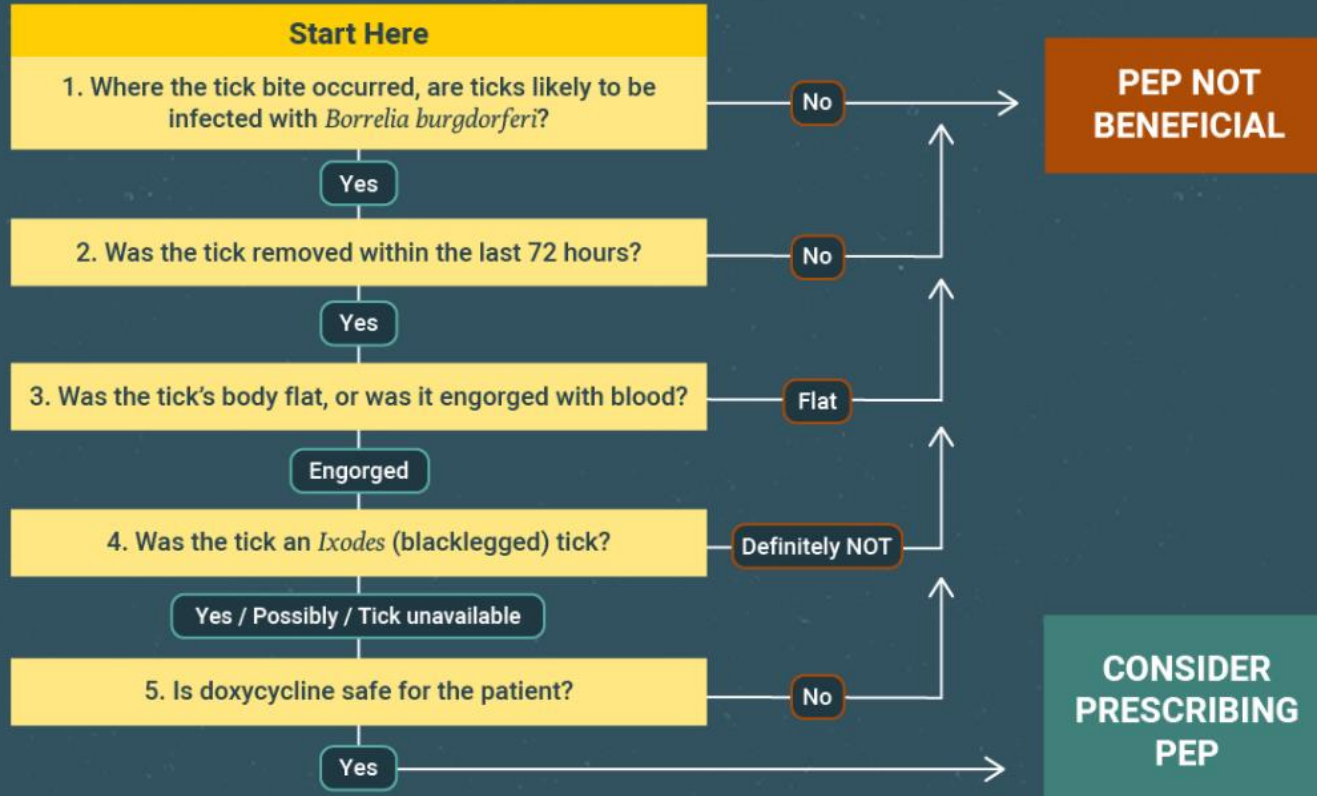 Start Here
1. Where the tick bite occurred, are ticks likely to be
infected with Borrelia burgdorferi?
No
PEP NOT
BENEFICIAL
Yes
2. Was the tick removed within the last 72 hours?
No
Yes
3. Was the tick’s body flat, or was it engorged with blood?
Flat
Engorged
4. Was the tick an Ixodes (blacklegged) tick?
Definitely NOT
Yes / Possibly / Tick unavailable
5. Is doxycycline safe for the patient?
No
Yes
CONSIDER
PRESCRIBING
PEP